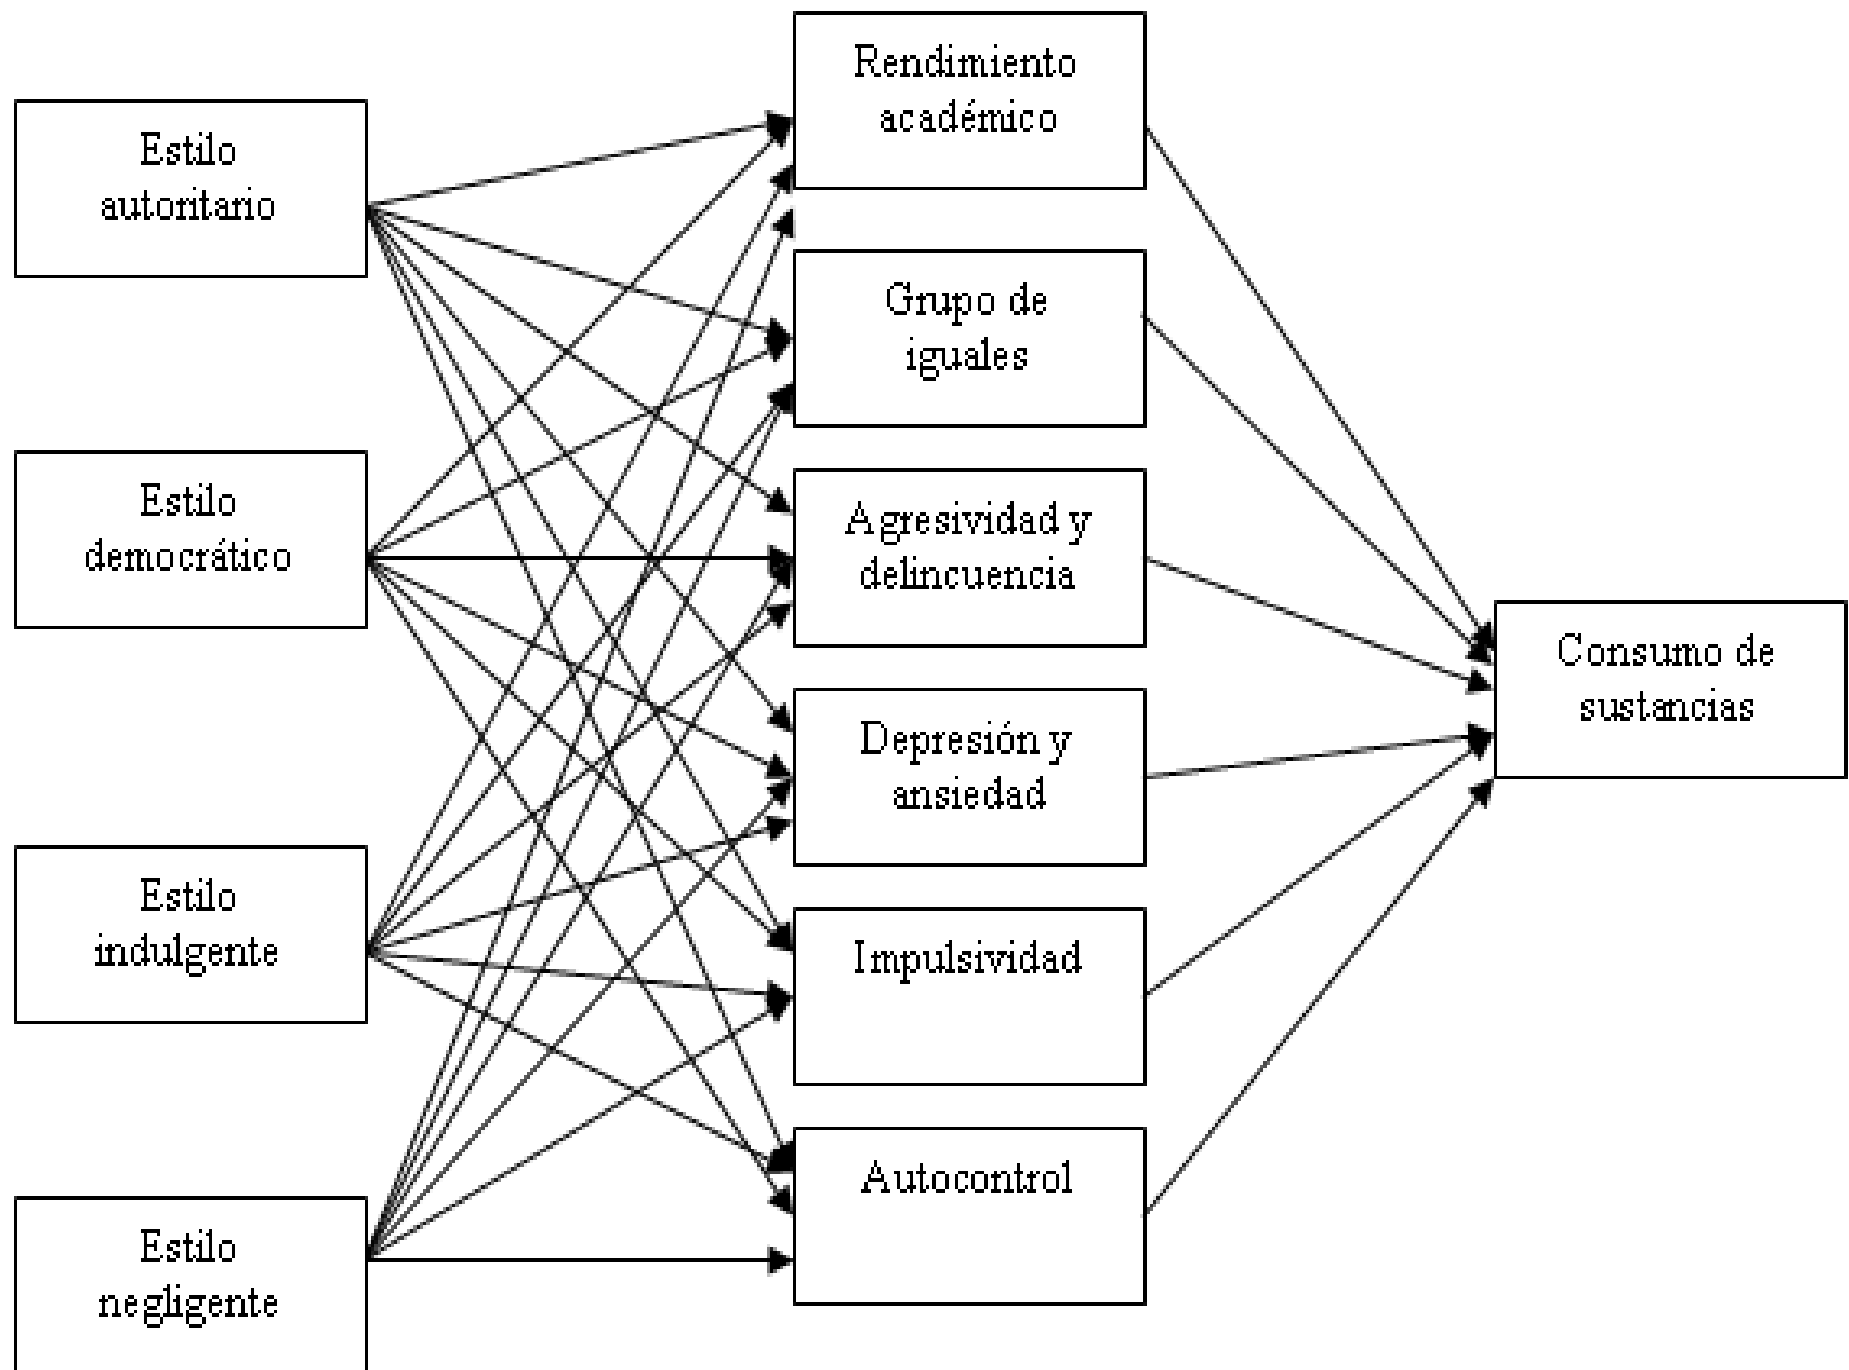 Estilo
autoritario
Estilo
democrático
Estilo
indulgente
Estilo
negligente
Rendimiento
académico
Grupo de
iguales
Agresividad y
delincuencia
Depresión y
ansiedad
Impulsividad
Autocontrol
Consumo de
sustancias